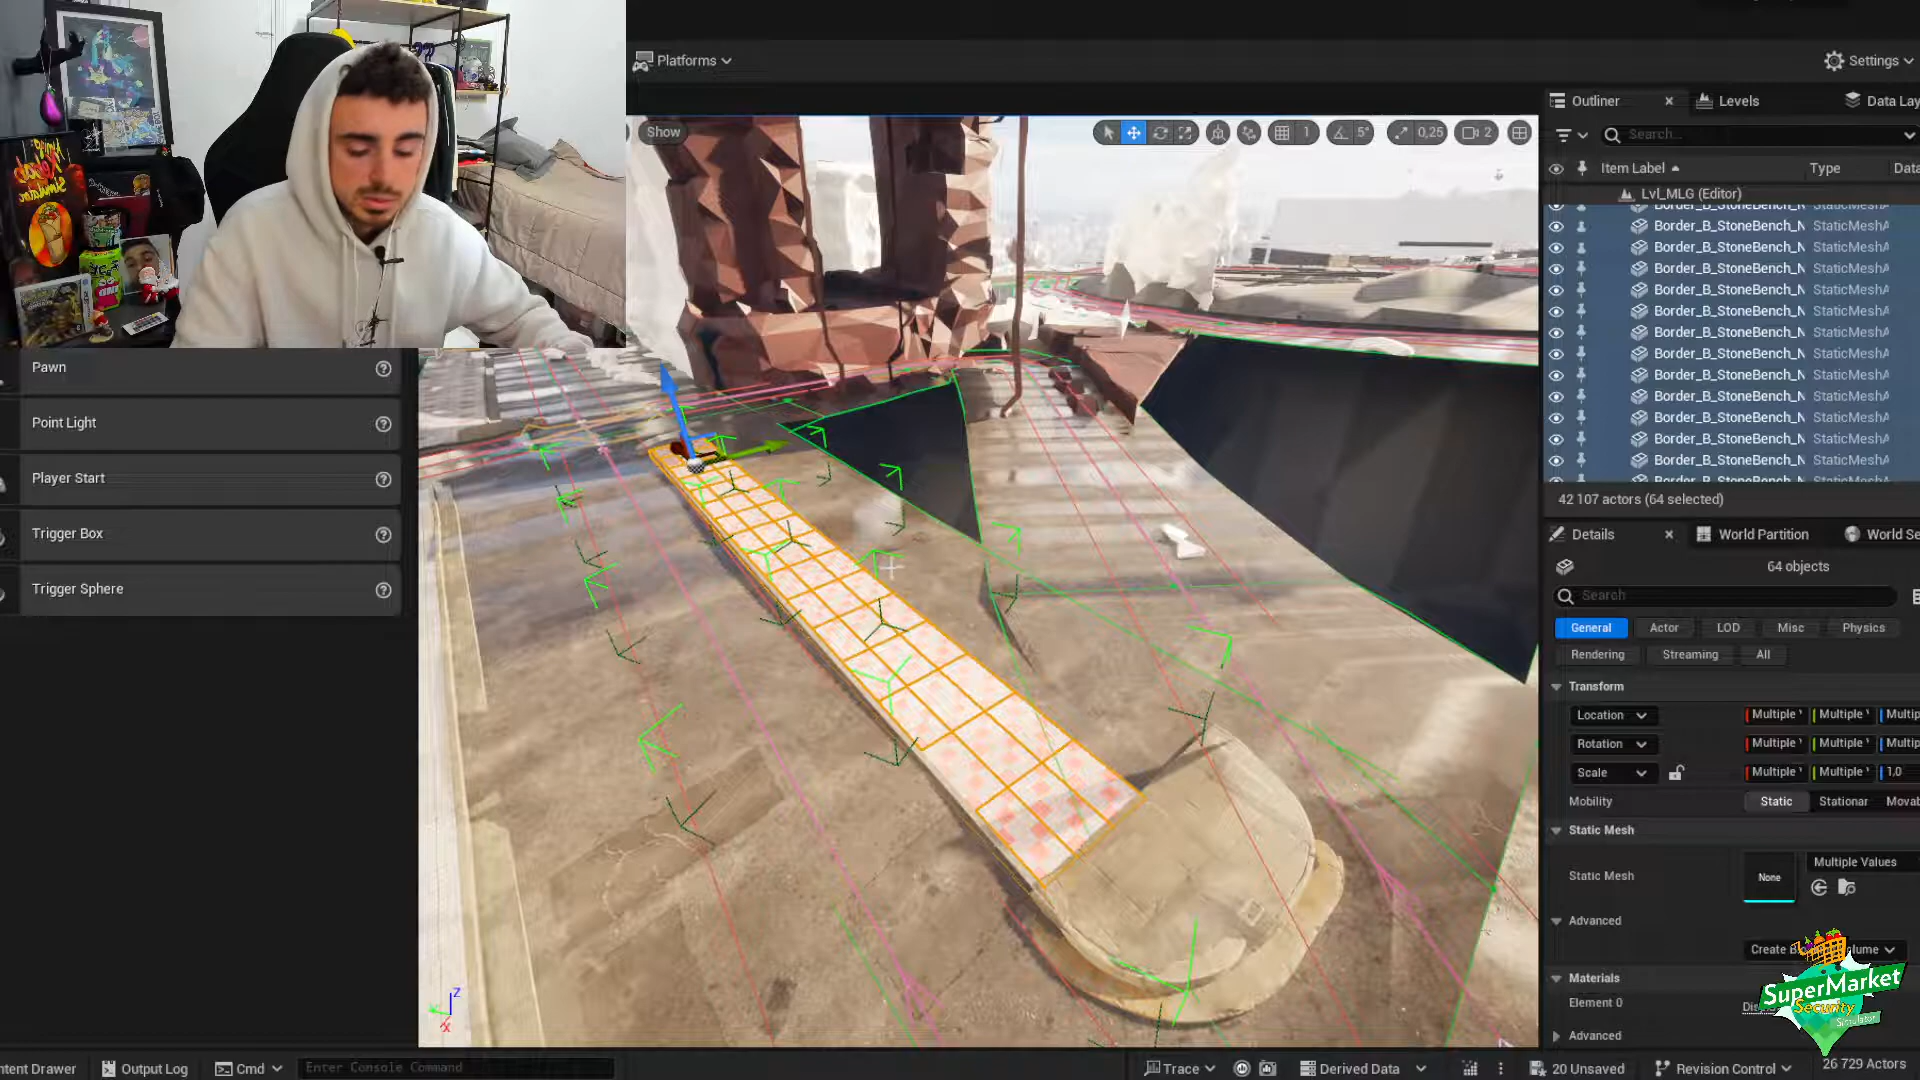 Platforms
Settings
Show
1
5°
0,25
2
Outliner
Levels
Data Lay
Search...
Item Label
Type
Data
Lvl_MLG (Editor)
Border_B_StoneBench_N StaticMeshA
Border_B_StoneBench_N StaticMeshA
Border_B_StoneBench_N StaticMeshA
Border_B_StoneBench_N StaticMeshA
Border_B_StoneBench_N StaticMeshA
Border_B_StoneBench_N StaticMeshA
Border_B_StoneBench_N StaticMeshA
Border_B_StoneBench_N StaticMeshA
Border_B_StoneBench_N StaticMeshA
Border_B_StoneBench_N StaticMeshA
Border_B_StoneBench_N StaticMeshA
Border_B_StoneBench_N StaticMeshA
42 107 actors (64 selected)
Details
World Partition
World Se
64 objects
Search
General
Actor
LOD
Misc
Physics
Rendering
Streaming
All
Transform
Location
Multiple
Multiple
Multip
Rotation
Multiple
Multiple
Multip
Scale
Multiple
Multiple
1,0
Mobility
Static
Stationar
Movab
Static Mesh
Static Mesh
None
Multiple Values
Advanced
Create B
lume
Materials
Element 0
Advanced
SuperMarket
Security
Simulator
Pawn
Point Light
Player Start
Trigger Box
Trigger Sphere
Z
X
ntent Drawer
Output Log
Cmd
Enter Console Command
Trace
Derived Data
20 Unsaved
Revision Control
26 729 Actors